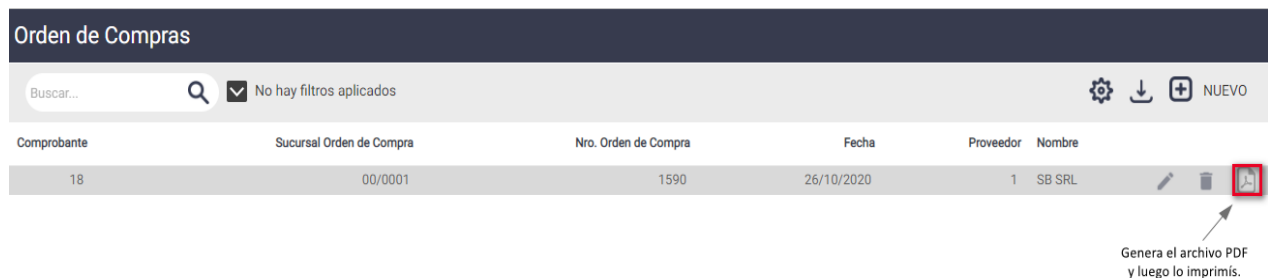 Orden de Compras
Buscar... No hay filtros aplicados NUEVO
Comprobante Sucursal Orden de Compra Nro. Orden de Compra Fecha Proveedor Nombre
18 00/0001 1590 26/10/2020 1 SB SRL
Genera el archivo PDF
y luego lo imprimís.